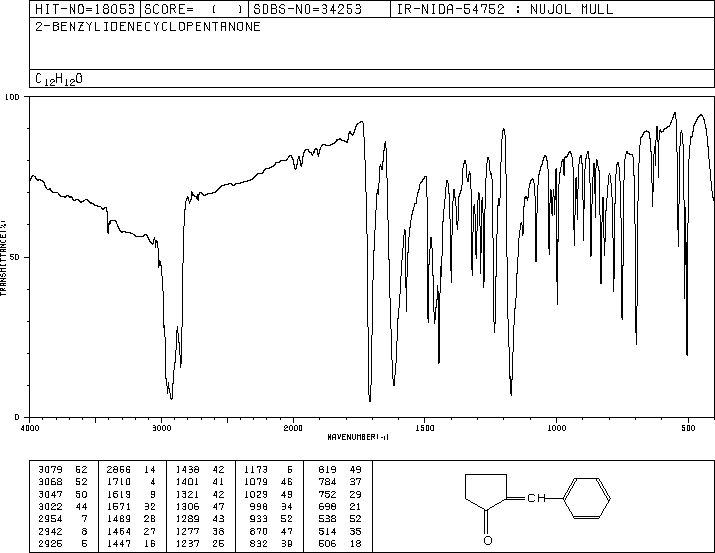 HIT-NO=18053 SCORE= ( ) SDBS-NO=34253 IR-NIDA-54752 : NUJOL MULL
2-BENZYLIDENECYCLOPENTANONE
C12H12O
100
50
0
TRANSMITTANCE(%)
4000 3000 2000 1500 1000 500
WAVENUMBER(-1)
3079 52 2856 14 1438 42 1173 6 819 49
3068 52 1710 4 1401 41 1079 46 784 37
3047 50 1619 9 1321 42 1029 49 752 29
3022 44 1571 32 1306 47 998 34 698 21
2954 7 1489 28 1289 43 933 52 538 52
2942 8 1464 27 1277 38 870 47 514 35
2925 5 1447 16 1237 25 832 39 506 18
CH
O